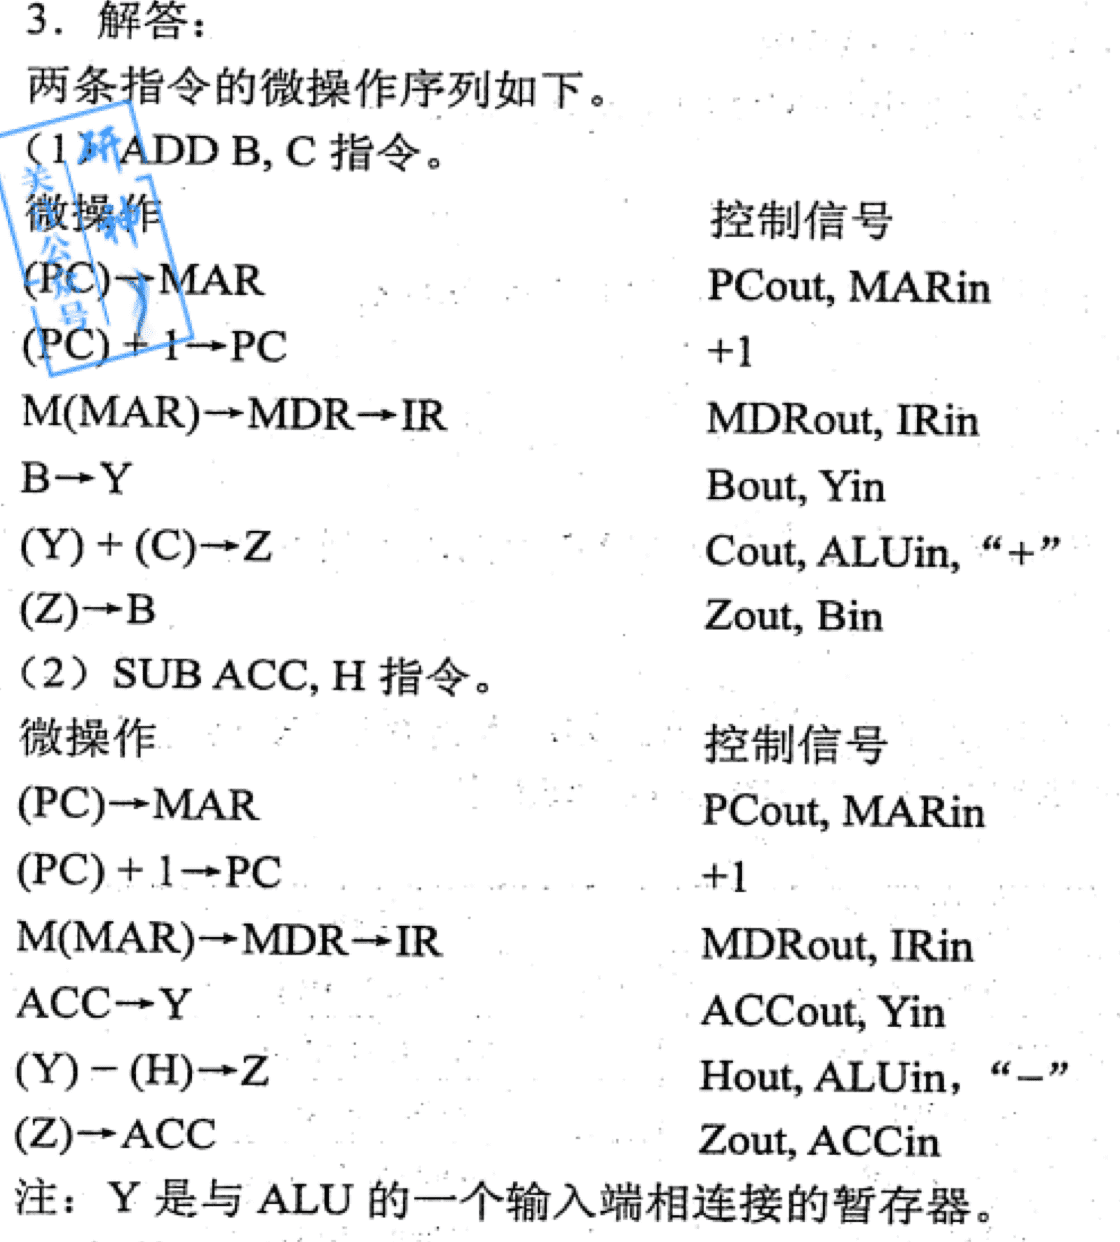 3. 解答:
两条指令的微操作序列如下。
（1）ADD B, C 指令。
微操作 控制信号
(PC)→MAR PCout, MARin
(PC) + 1→PC +1
M(MAR)→MDR→IR MDRout, IRin
B→Y Bout, Yin
(Y) + (C)→Z Cout, ALUin, “+”
(Z)→B Zout, Bin
（2）SUB ACC, H 指令。
微操作 控制信号
(PC)→MAR PCout, MARin
(PC) + 1→PC +1
M(MAR)→MDR→IR MDRout, IRin
ACC→Y ACCout, Yin
(Y) − (H)→Z Hout, ALUin, “−”
(Z)→ACC Zout, ACCin
注: Y 是与 ALU 的一个输入端相连接的暂存器。
研神
公众号